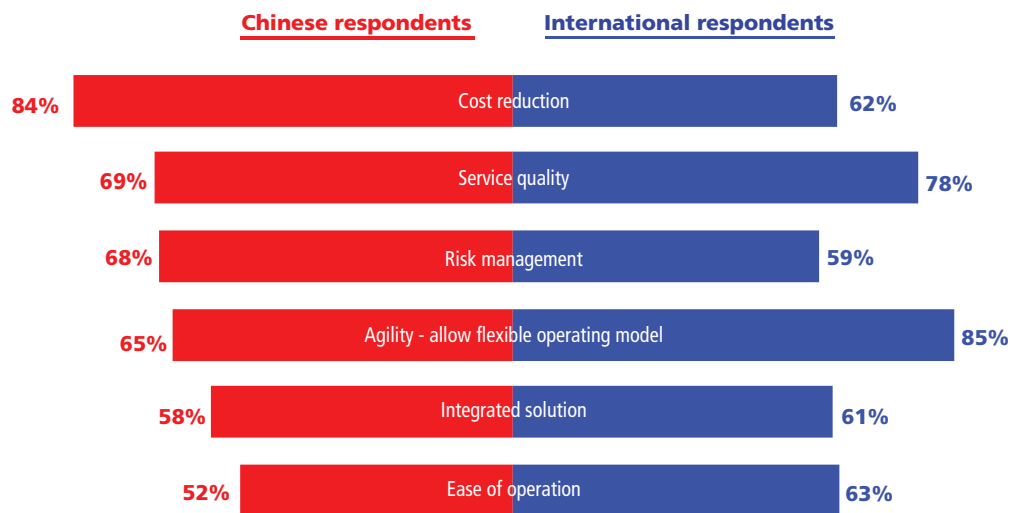 Chinese respondents International respondents
84% Cost reduction 62%
69% Service quality 78%
68% Risk management 59%
65% Agility - allow flexible operating model 85%
58% Integrated solution 61%
52% Ease of operation 63%